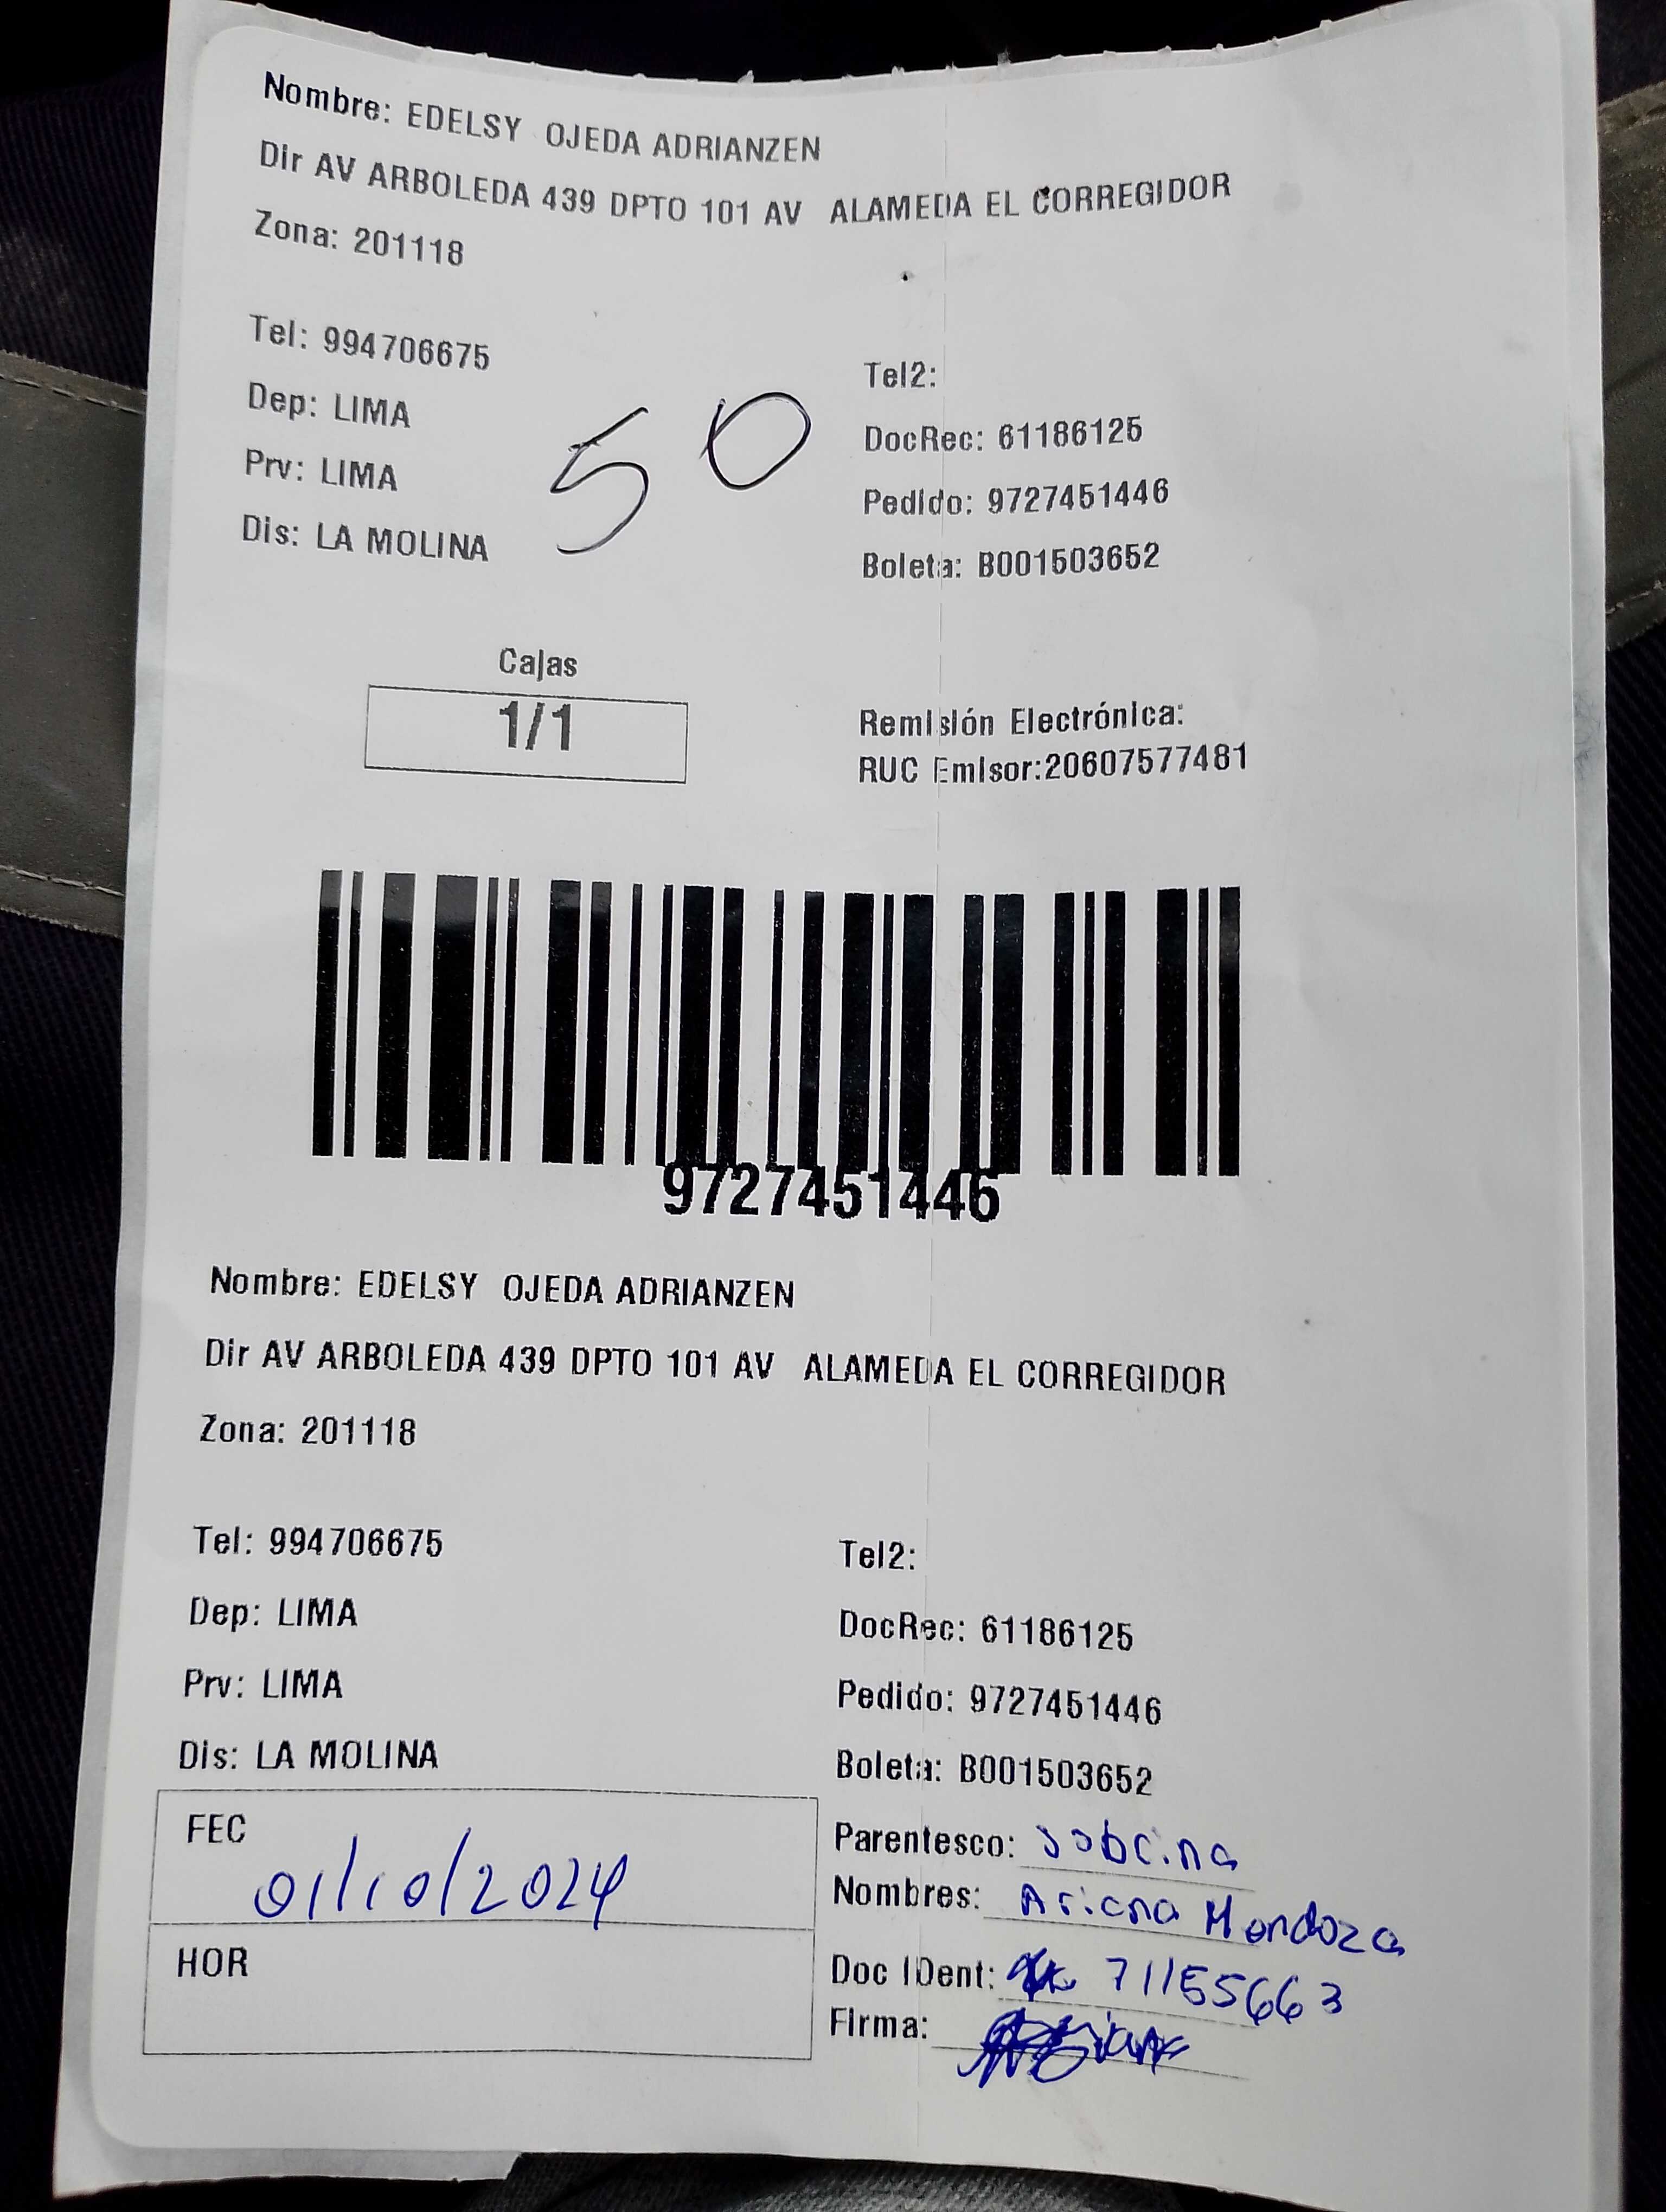 Nombre: EDELSY OJEDA ADRIANZEN
Dir AV ARBOLEDA 439 DPTO 101 AV ALAMEDA EL CORREGIDOR
Zona: 201118
Tel: 994706675
Tel2:
Dep: LIMA
DocRec: 61186125
50
Prv: LIMA
Pedido: 9727451446
Dis: LA MOLINA
Boleta: B001503652
Cajas
1/1
Remisión Electrónica:
RUC Emisor:20607577481
9727451446
Nombre: EDELSY OJEDA ADRIANZEN
Dir AV ARBOLEDA 439 DPTO 101 AV ALAMEDA EL CORREGIDOR
Zona: 201118
Tel: 994706675
Tel2:
Dep: LIMA
DocRec: 61186125
Prv: LIMA
Pedido: 9727451446
Dis: LA MOLINA
Boleta: B001503652
FEC
01/10/2024
Parentesco: sobrina
Nombres: Ariana Mendoza
HOR
Doc IDent: 71155663
Firma: